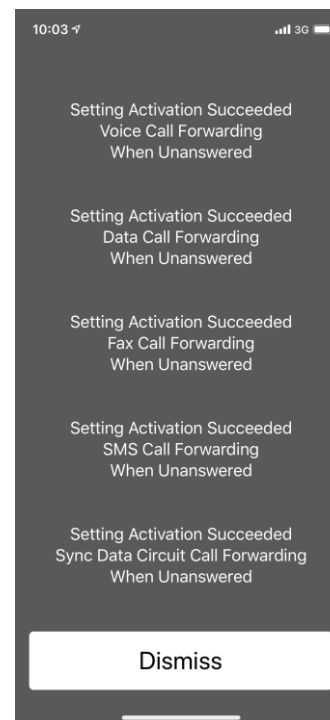 10:03
3G
Setting Activation Succeeded
Voice Call Forwarding
When Unanswered
Setting Activation Succeeded
Data Call Forwarding
When Unanswered
Setting Activation Succeeded
Fax Call Forwarding
When Unanswered
Setting Activation Succeeded
SMS Call Forwarding
When Unanswered
Setting Activation Succeeded
Sync Data Circuit Call Forwarding
When Unanswered
Dismiss